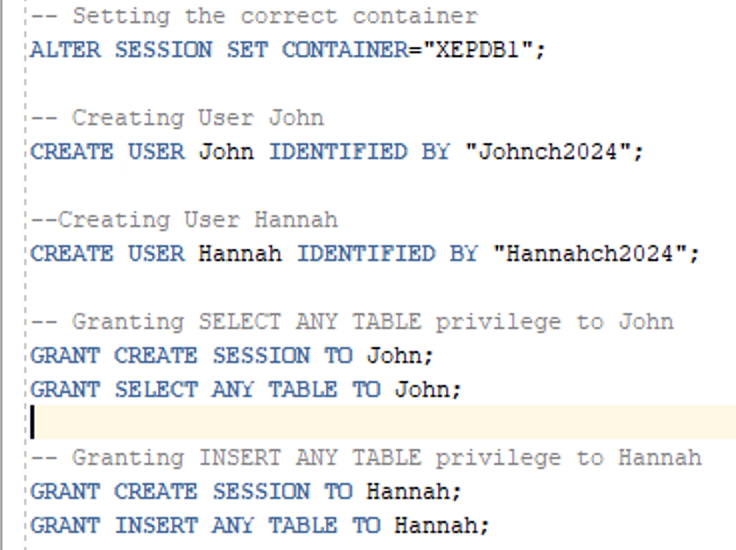 -- Setting the correct container
ALTER SESSION SET CONTAINER="XEPDB1";
-- Creating User John
CREATE USER John IDENTIFIED BY "Johnch2024";
--Creating User Hannah
CREATE USER Hannah IDENTIFIED BY "Hannahch2024";
-- Granting SELECT ANY TABLE privilege to John
GRANT CREATE SESSION TO John;
GRANT SELECT ANY TABLE TO John;
-- Granting INSERT ANY TABLE privilege to Hannah
GRANT CREATE SESSION TO Hannah;
GRANT INSERT ANY TABLE TO Hannah;